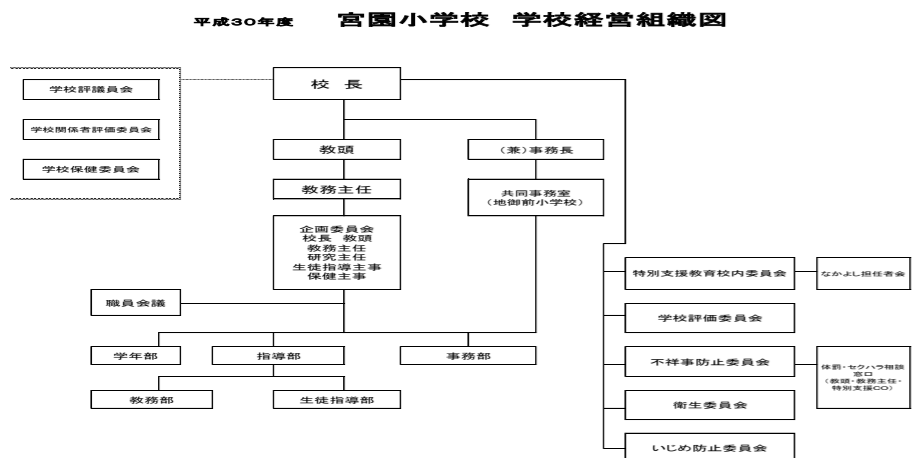 平成30年度 宮園小学校 学校経営組織図
学校評議員会
学校関係者評価委員会
学校保健委員会
校長
教頭
(兼)事務長
教務主任
共同事務室
(地御前小学校)
企画委員会
校長 教頭
教務主任
研究主任
生徒指導主事
保健主事
職員会議
学年部
指導部
事務部
教務部
生徒指導部
特別支援教育校内委員会
なかよし担任者会
学校評価委員会
不祥事防止委員会
体罰・セクハラ相談
窓口
(教頭・教務主任・
特別支援CO)
衛生委員会
いじめ防止委員会